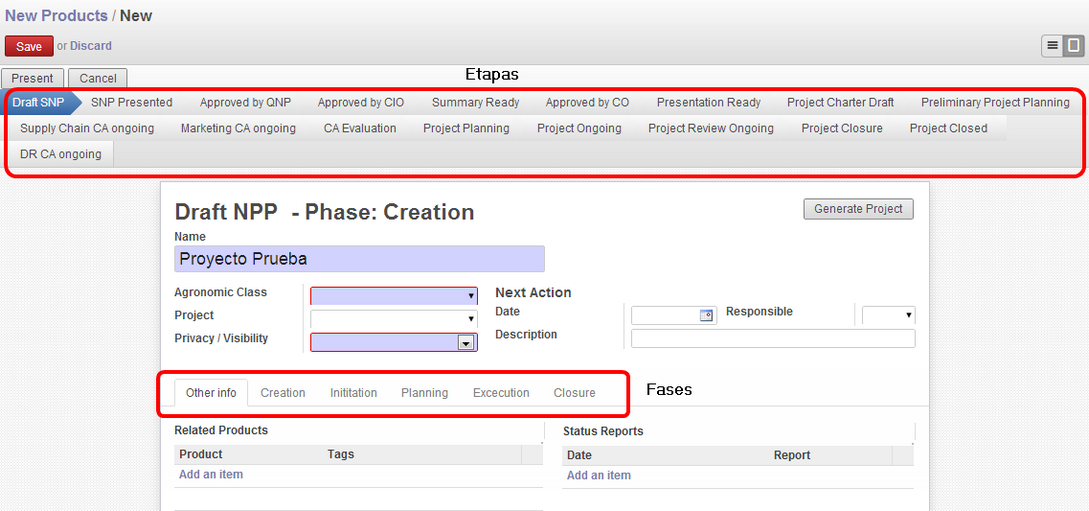 New Products / New
Save or Discard
Present Cancel
Etapas
Draft SNP SNP Presented Approved by QNP Approved by CIO Summary Ready Approved by CO Presentation Ready Project Charter Draft Preliminary Project Planning
Supply Chain CA ongoing Marketing CA ongoing CA Evaluation Project Planning Project Ongoing Project Review Ongoing Project Closure Project Closed
DR CA ongoing
Draft NPP - Phase: Creation
Generate Project
Name
Proyecto Prueba
Agronomic Class
Project
Privacy / Visibility
Next Action
Date
Responsible
Description
Other info Creation Inititation Planning Excecution Closure
Fases
Related Products
Product Tags
Add an item
Status Reports
Date Report
Add an item